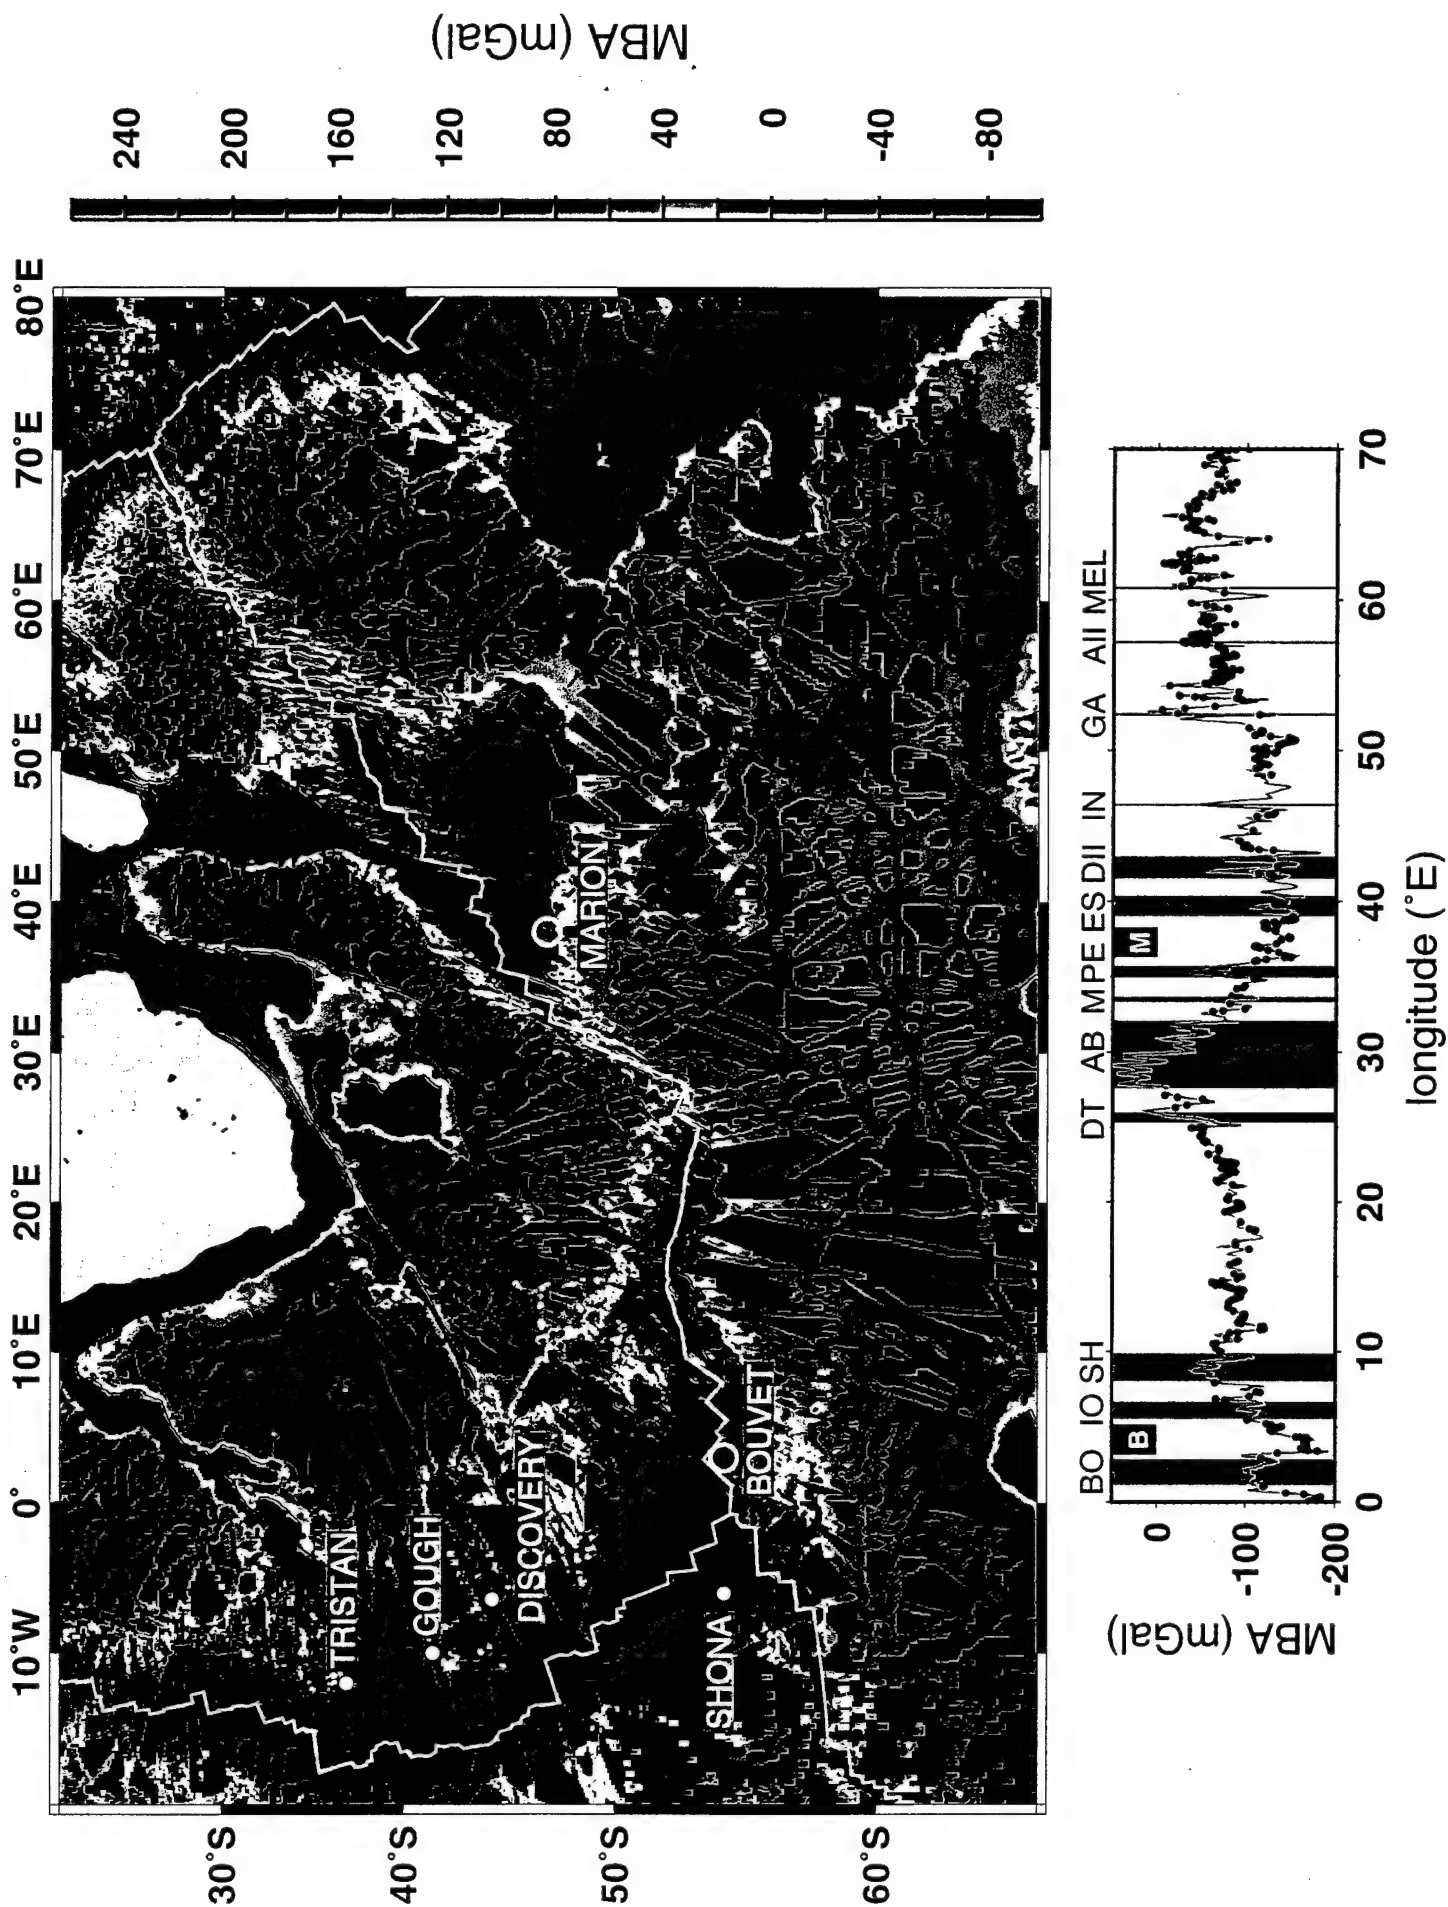 10°W 0° 10°E 20°E 30°E 40°E 50°E 60°E 70°E 80°E
30°S
40°S
50°S
60°S
TRISTAN
GOUGH
DISCOVERY
SHONA
BOUVET
MARION
240
200
160
120
80
40
0
-40
-80
MBA (mGal)
BO IO SH DT AB M PE ES DII IN GA AII MEL
B M
0
-100
-200
MBA (mGal)
0 10 20 30 40 50 60 70
longitude (°E)